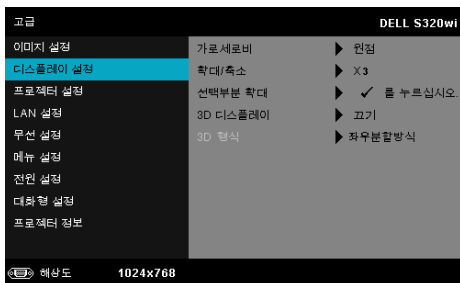 고급 DELL S320wi
이미지 설정
디스플레이 설정
프로젝터 설정
LAN 설정
무선 설정
메뉴 설정
전원 설정
대화형 설정
프로젝터 정보
가로세로비 원점
확대/축소 X3
선택부분 확대 ✓ 를 누르십시오.
3D 디스플레이 끄기
3D 형식 좌우분할방식
해상도 1024x768